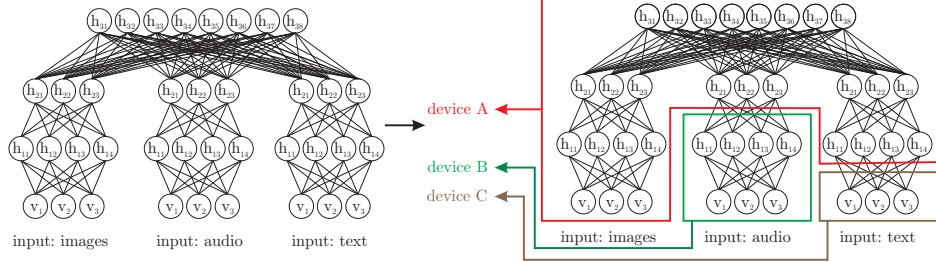 h31 h32 h33 h34 h35 h36 h37 h38
h21 h22 h23 h21 h22 h23 h21 h22 h23
h11 h12 h13 h14 h11 h12 h13 h14 h11 h12 h13 h14
v1 v2 v3 v1 v2 v3 v1 v2 v3
input: images input: audio input: text
device A
device B
device C
h31 h32 h33 h34 h35 h36 h37 h38
h21 h22 h23 h21 h22 h23 h21 h22 h23
h11 h12 h13 h14 h11 h12 h13 h14 h11 h12 h13 h14
v1 v2 v3 v1 v2 v3 v1 v2 v3
input: images input: audio input: text